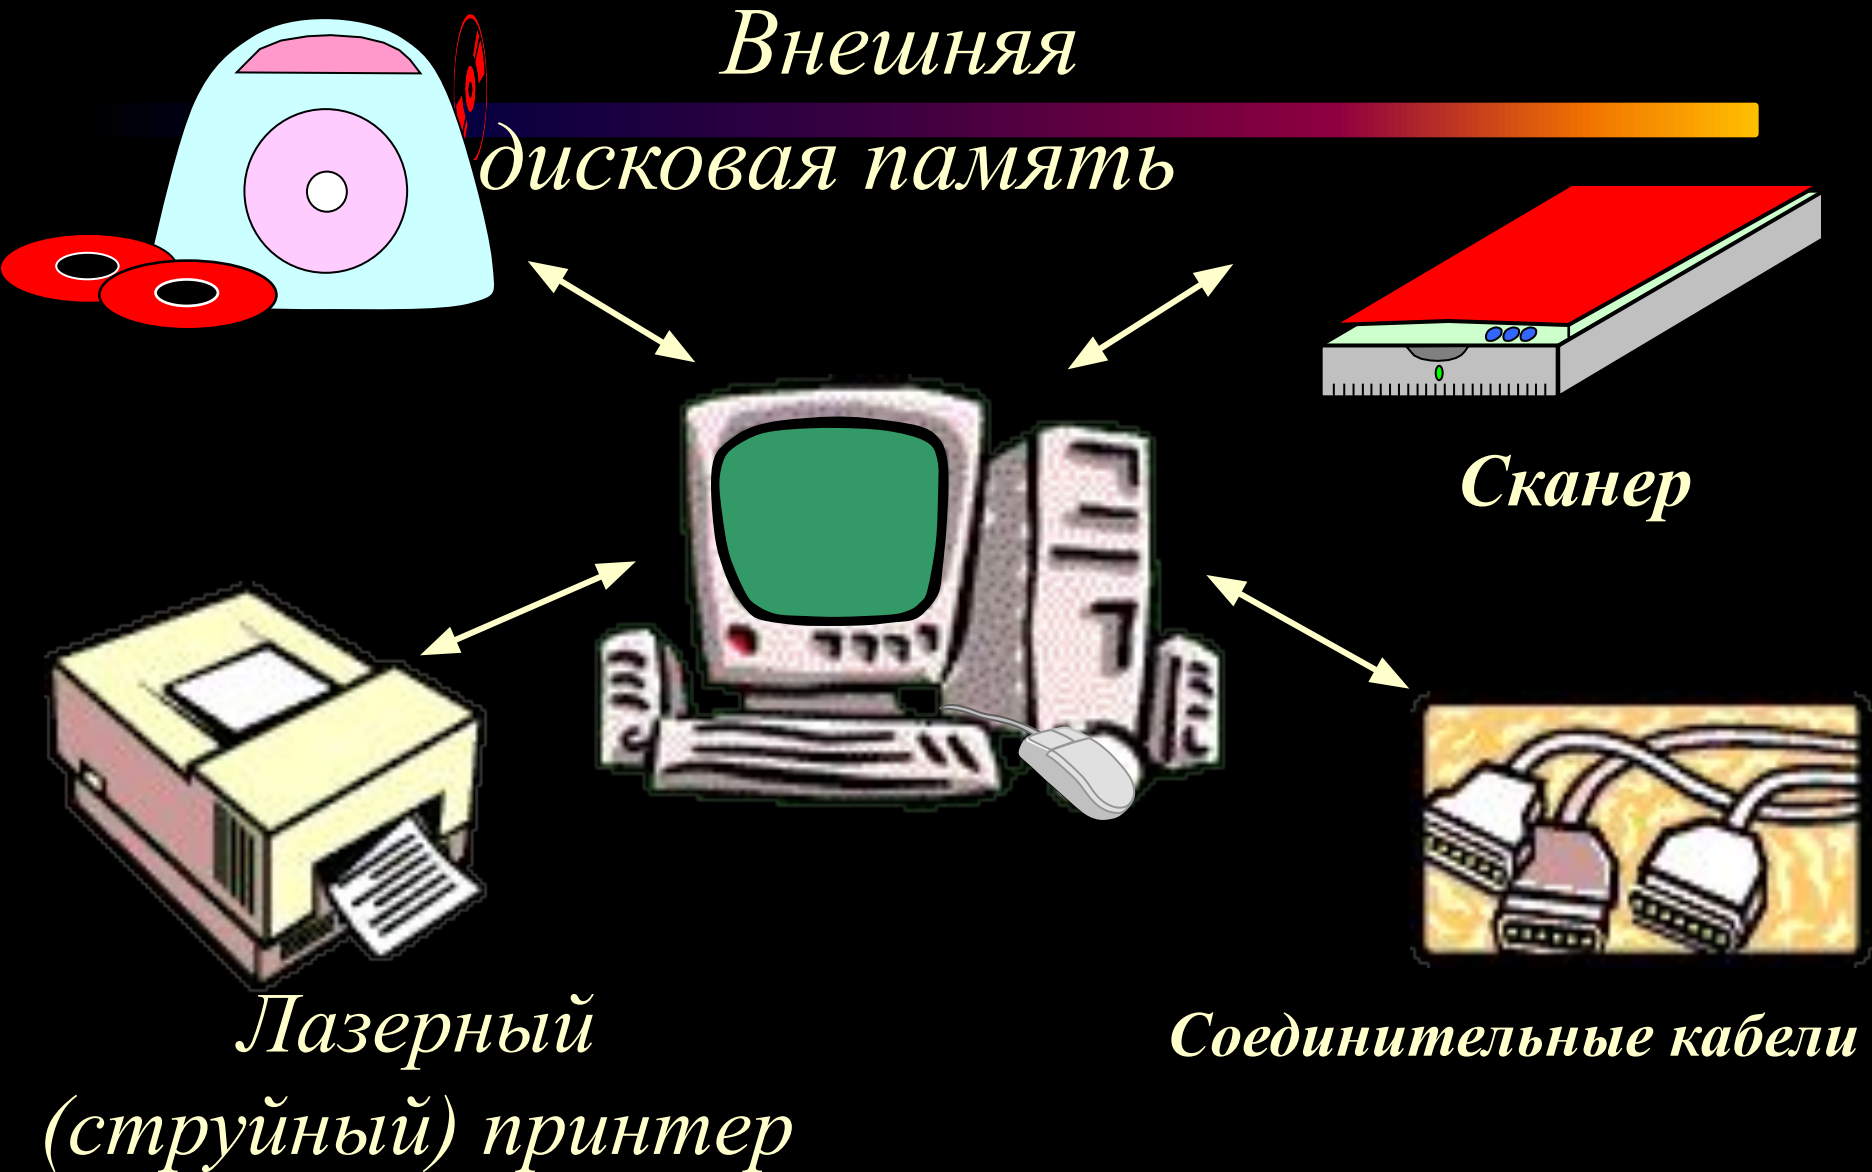 Внешняя
дисковая память
Сканер
Лазерный
(струйный) принтер
Соединительные кабели